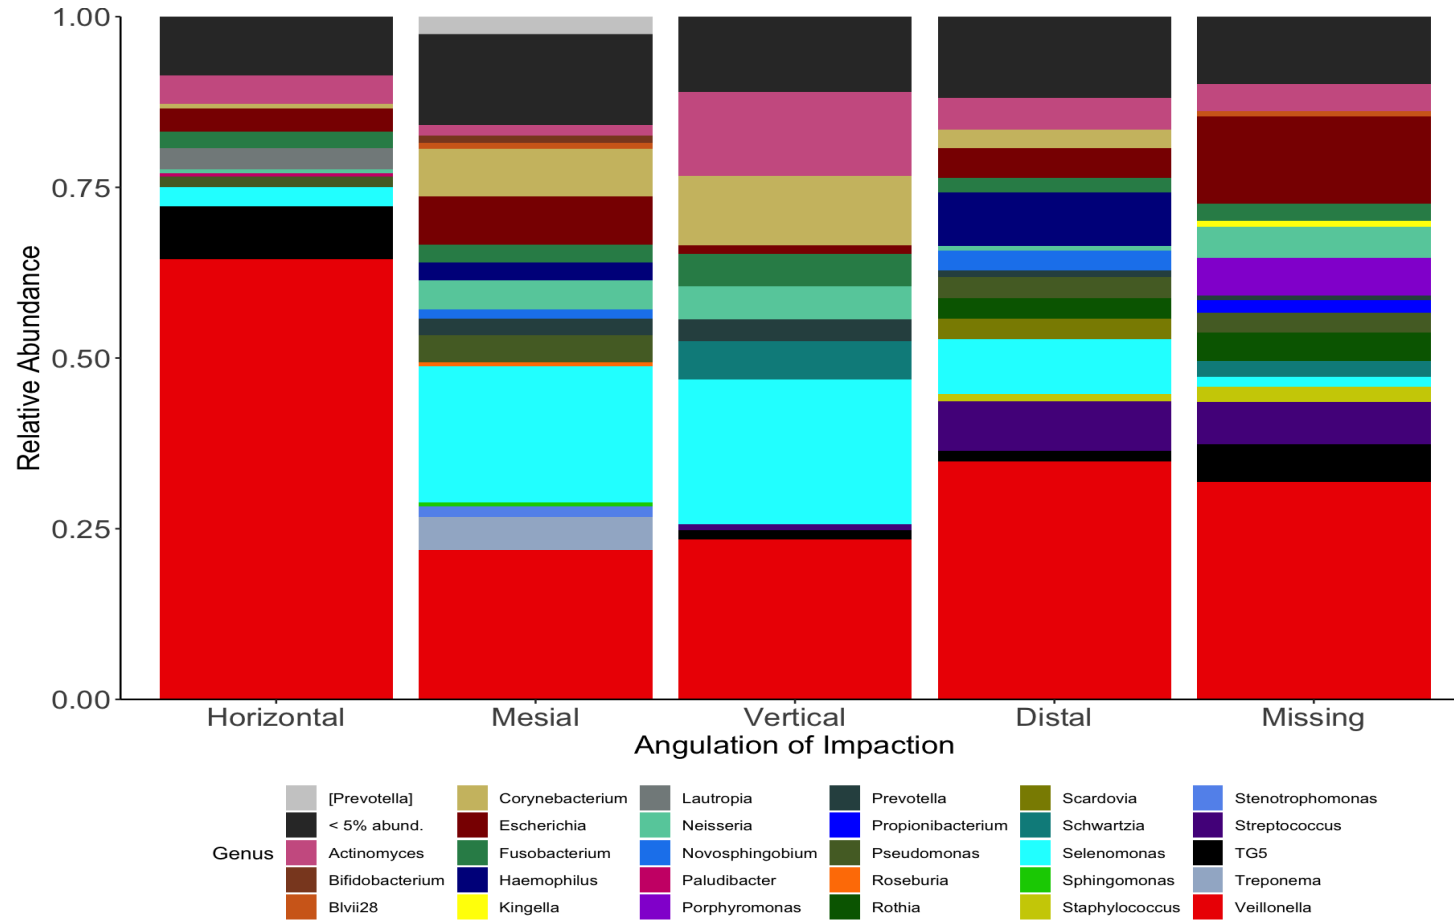 1.00
0.75
0.50
0.25
0.00
Relative Abundance
Horizontal Mesial Vertical Distal Missing
Angulation of Impaction
Genus
[Prevotella] Corynebacterium Lautropia Prevotella Scardovia Stenotrophomonas
< 5% abund. Escherichia Neisseria Propionibacterium Schwartzia Streptococcus
Actinomyces Fusobacterium Novosphingobium Pseudomonas Selenomonas TG5
Bifidobacterium Haemophilus Paludibacter Roseburia Sphingomonas Treponema
Blvii28 Kingella Porphyromonas Rothia Staphylococcus Veillonella